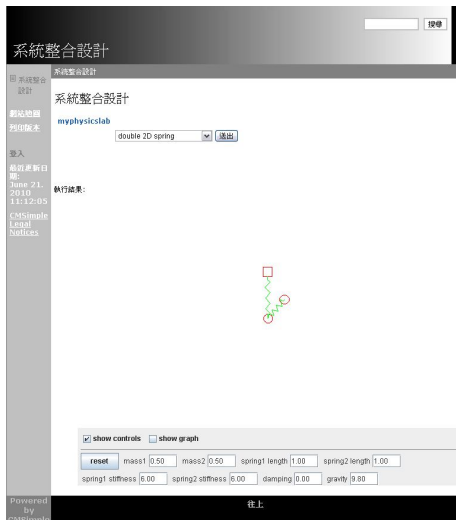 搜尋
系統整合設計
系統整合設計
系統整合設計
網站地圖
列印版本
登入
最近更新日期:
June 21, 2010 11:12:05
CMSimple Legal Notices
系統整合設計
myphysicslab
double 2D spring
送出
執行結果:
show controls show graph
reset mass1 0.50 mass2 0.50 spring1 length 1.00 spring2 length 1.00
spring1 stiffness 6.00 spring2 stiffness 6.00 damping 0.00 gravity 9.80
Powered by CMSimple
往上